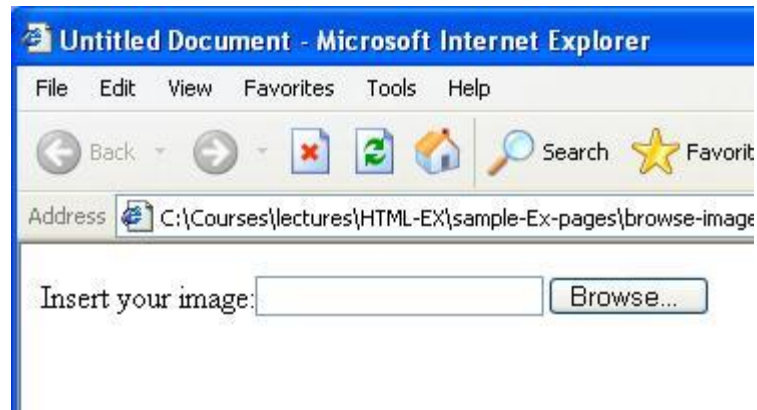 Untitled Document - Microsoft Internet Explorer
File Edit View Favorites Tools Help
Back Search Favorit
Address C:\Courses\lectures\HTML-EX\sample-Ex-pages\browse-image
Insert your image: Browse...